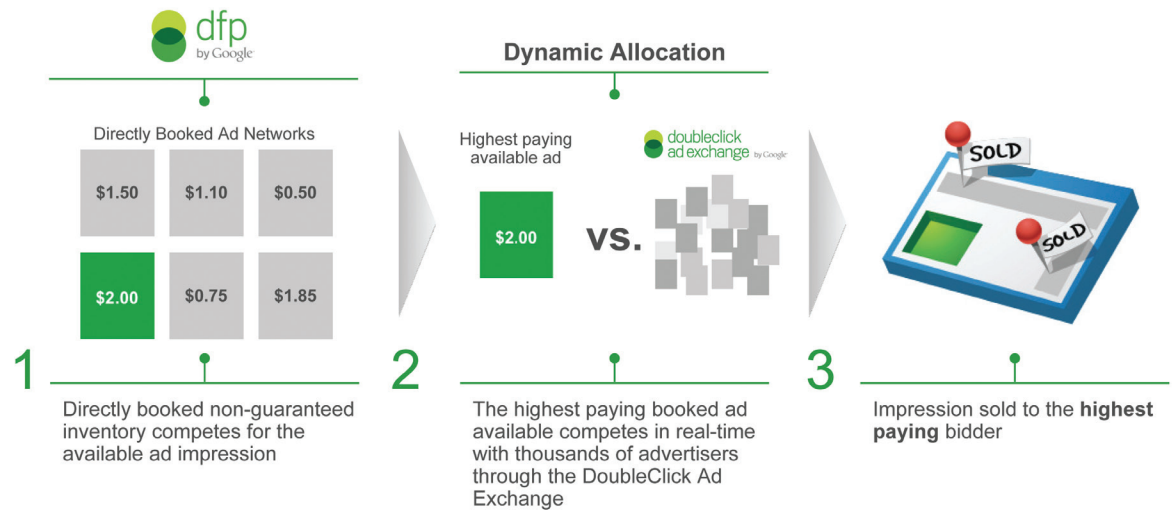 dfp
by Google
Directly Booked Ad Networks
$1.50
$1.10
$0.50
$2.00
$0.75
$1.85
1
Directly booked non-guaranteed
inventory competes for the
available ad impression
Dynamic Allocation
Highest paying
available ad
doubleclick
ad exchange by Google
$2.00
vs.
2
The highest paying booked ad
available competes in real-time
with thousands of advertisers
through the DoubleClick Ad
Exchange
SOLD
SOLD
3
Impression sold to the highest
paying bidder